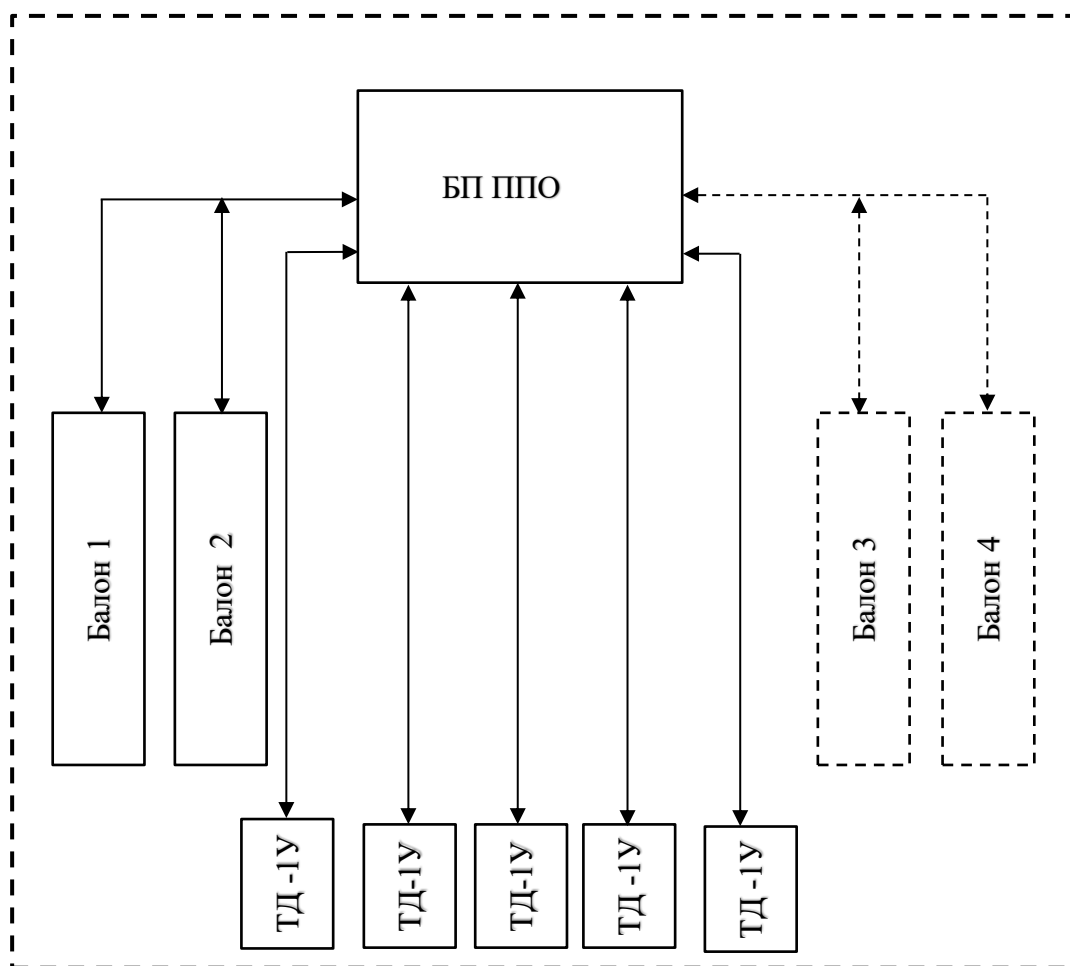 БП ППО
Балон 1
Балон 2
Балон 3
Балон 4
ТД -1У
ТД-1У
ТД-1У
ТД -1У
ТД -1У